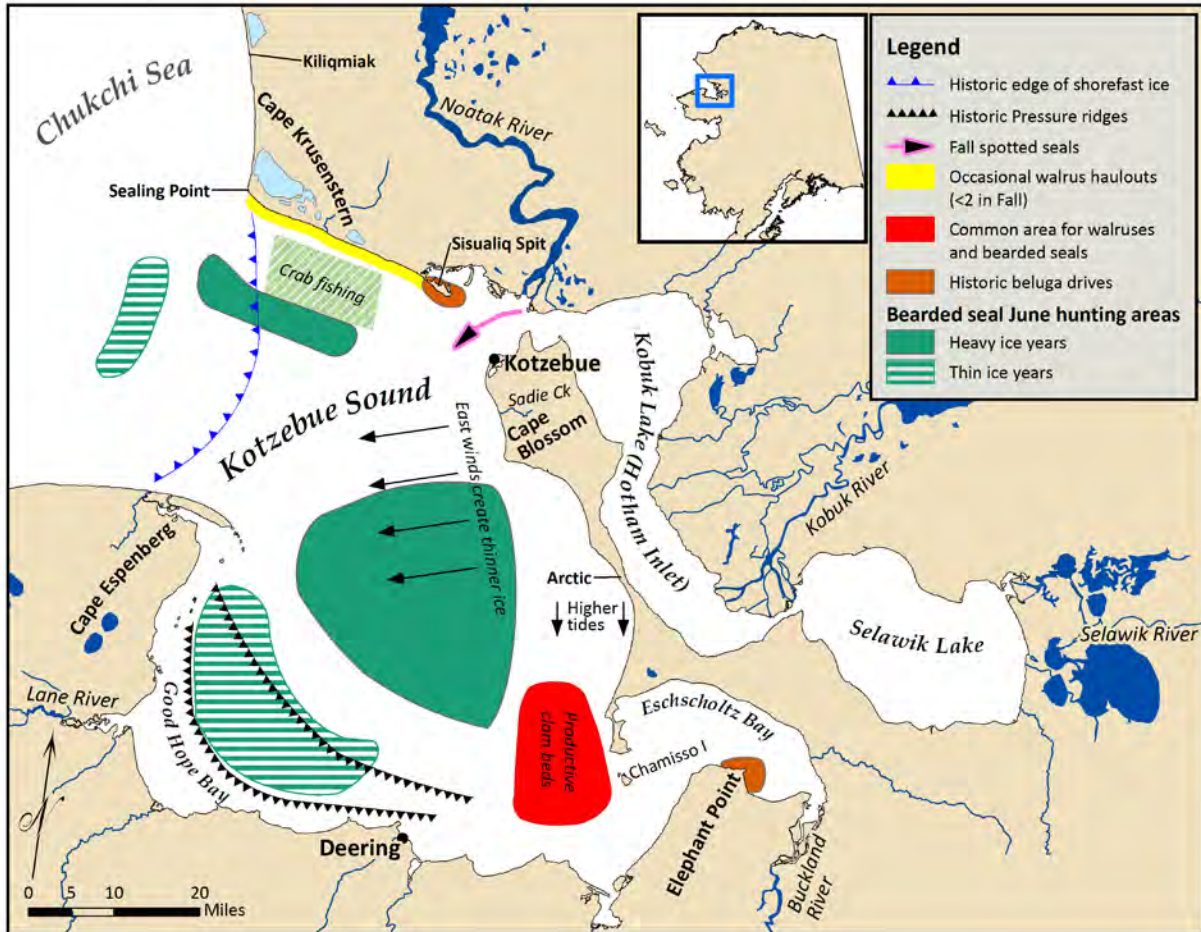 Chukchi Sea
Kiliqmiak
Cape Krusenstern
Sealing Point
Noatak River
Sisualiq Spit
Crab fishing
Kotzebue
Sadie Ck
Cape
Blossom
Kotzebue Sound
Kobuk Lake (Hotham Inlet)
East winds create thinner ice
Kobuk River
Cape Espenberg
Arctic
Higher
tides
Selawik Lake
Selawik River
Lane River
Good Hope Bay
Eschscholtz Bay
Productive
clam beds
Chamisso I
Elephant Point
Buckland
River
Deering
0 5 10 20
Miles
Legend
Historic edge of shorefast ice
Historic Pressure ridges
Fall spotted seals
Occasional walrus haulouts
(<2 in Fall)
Common area for walruses
and bearded seals
Historic beluga drives
Bearded seal June hunting areas
Heavy ice years
Thin ice years